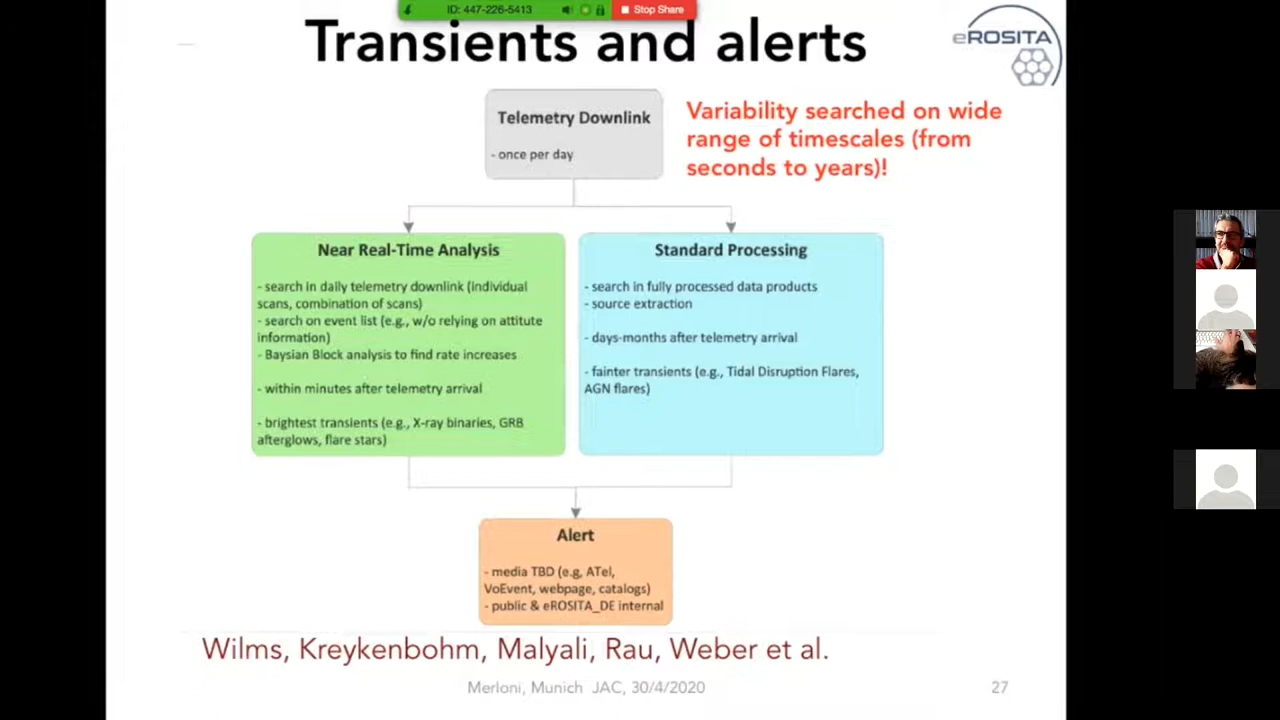 ID: 447-226-5413
Stop Share
Transients and alerts
eROSITA
Telemetry Downlink
- once per day
Variability searched on wide
range of timescales (from
seconds to years)!
Near Real-Time Analysis
- search in daily telemetry downlink (individual
scans, combination of scans)
- search on event list (e.g., w/o relying on attitute
information)
- Baysian Block analysis to find rate increases
- within minutes after telemetry arrival
- brightest transients (e.g., X-ray binaries, GRB
afterglows, flare stars)
Standard Processing
- search in fully processed data products
- source extraction
- days-months after telemetry arrival
- fainter transients (e.g., Tidal Disruption Flares,
AGN flares)
Alert
- media TBD (e.g, ATel,
VoEvent, webpage, catalogs)
- public & eROSITA_DE internal
Wilms, Kreykenbohm, Malyali, Rau, Weber et al.
Merloni, Munich JAC, 30/4/2020
27